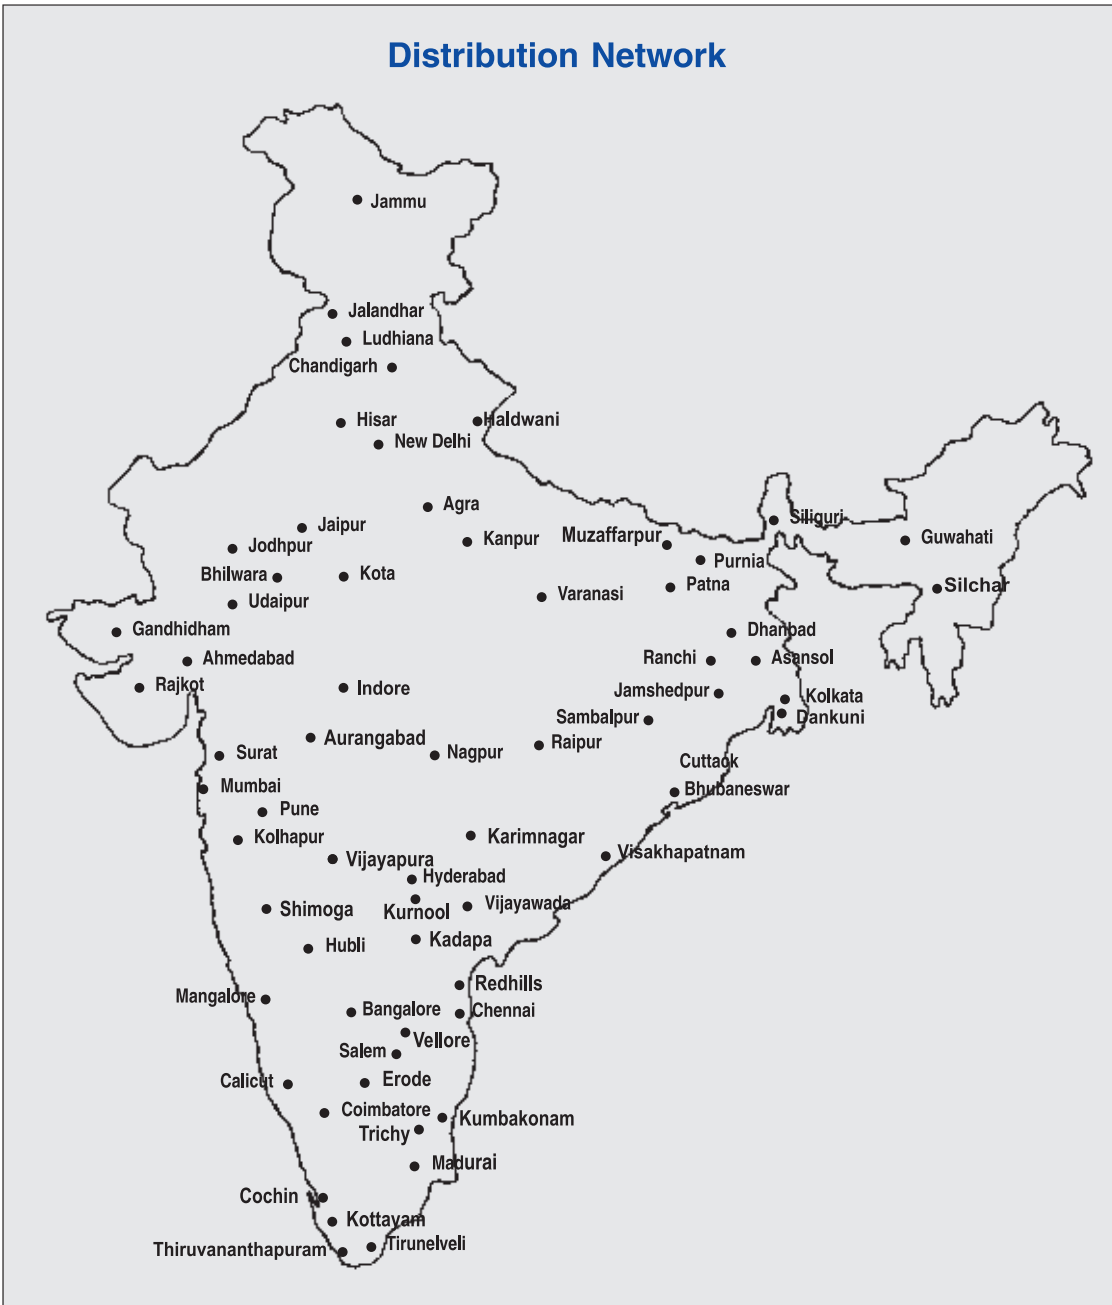 Distribution Network
Jammu
Jalandhar
Ludhiana
Chandigarh
Hisar
Haldwani
New Delhi
Agra
Siliguri
Jaipur
Muzaffarpur
Kanpur
Guwahati
Jodhpur
Purnia
Bhilwara
Kota
Patna
Silchar
Varanasi
Udaipur
Gandhidham
Dhanbad
Ahmedabad
Ranchi
Asansol
Rajkot
Indore
Jamshedpur
Kolkata
Sambalpur
Dankuni
Aurangabad
Raipur
Surat
Nagpur
Cuttack
Mumbai
Bhubaneswar
Pune
Kolhapur
Karimnagar
Visakhapatnam
Vijayapura
Hyderabad
Vijayawada
Shimoga
Kurnool
Kadapa
Hubli
Redhills
Mangalore
Bangalore
Chennai
Vellore
Salem
Calicut
Erode
Coimbatore
Kumbakonam
Trichy
Madurai
Cochin
Kottayam
Tirunelveli
Thiruvananthapuram